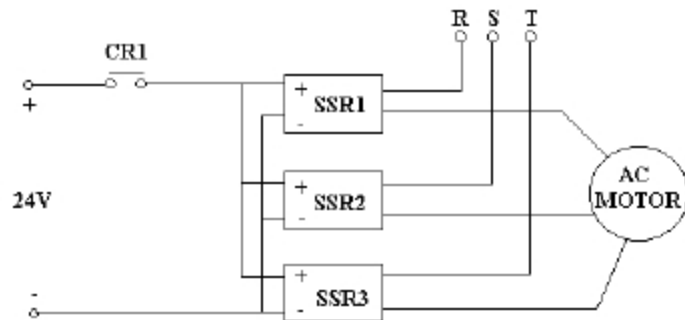 R S T
CR1
+
+
SSR1
-
24V
+
SSR2
-
AC
MOTOR
+
SSR3
-
-